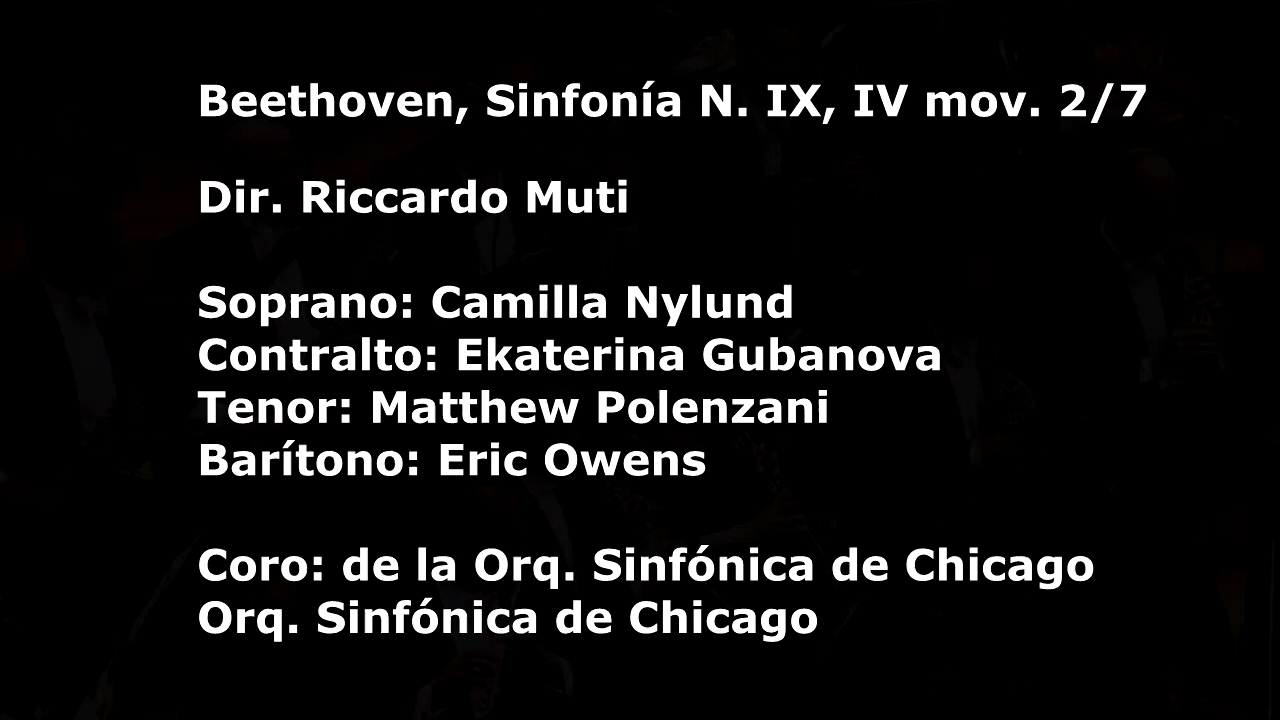 Beethoven, Sinfonía N. IX, IV mov. 2/7
Dir. Riccardo Muti
Soprano: Camilla Nylund
Contralto: Ekaterina Gubanova
Tenor: Matthew Polenzani
Barítono: Eric Owens
Coro: de la Orq. Sinfónica de Chicago
Orq. Sinfónica de Chicago